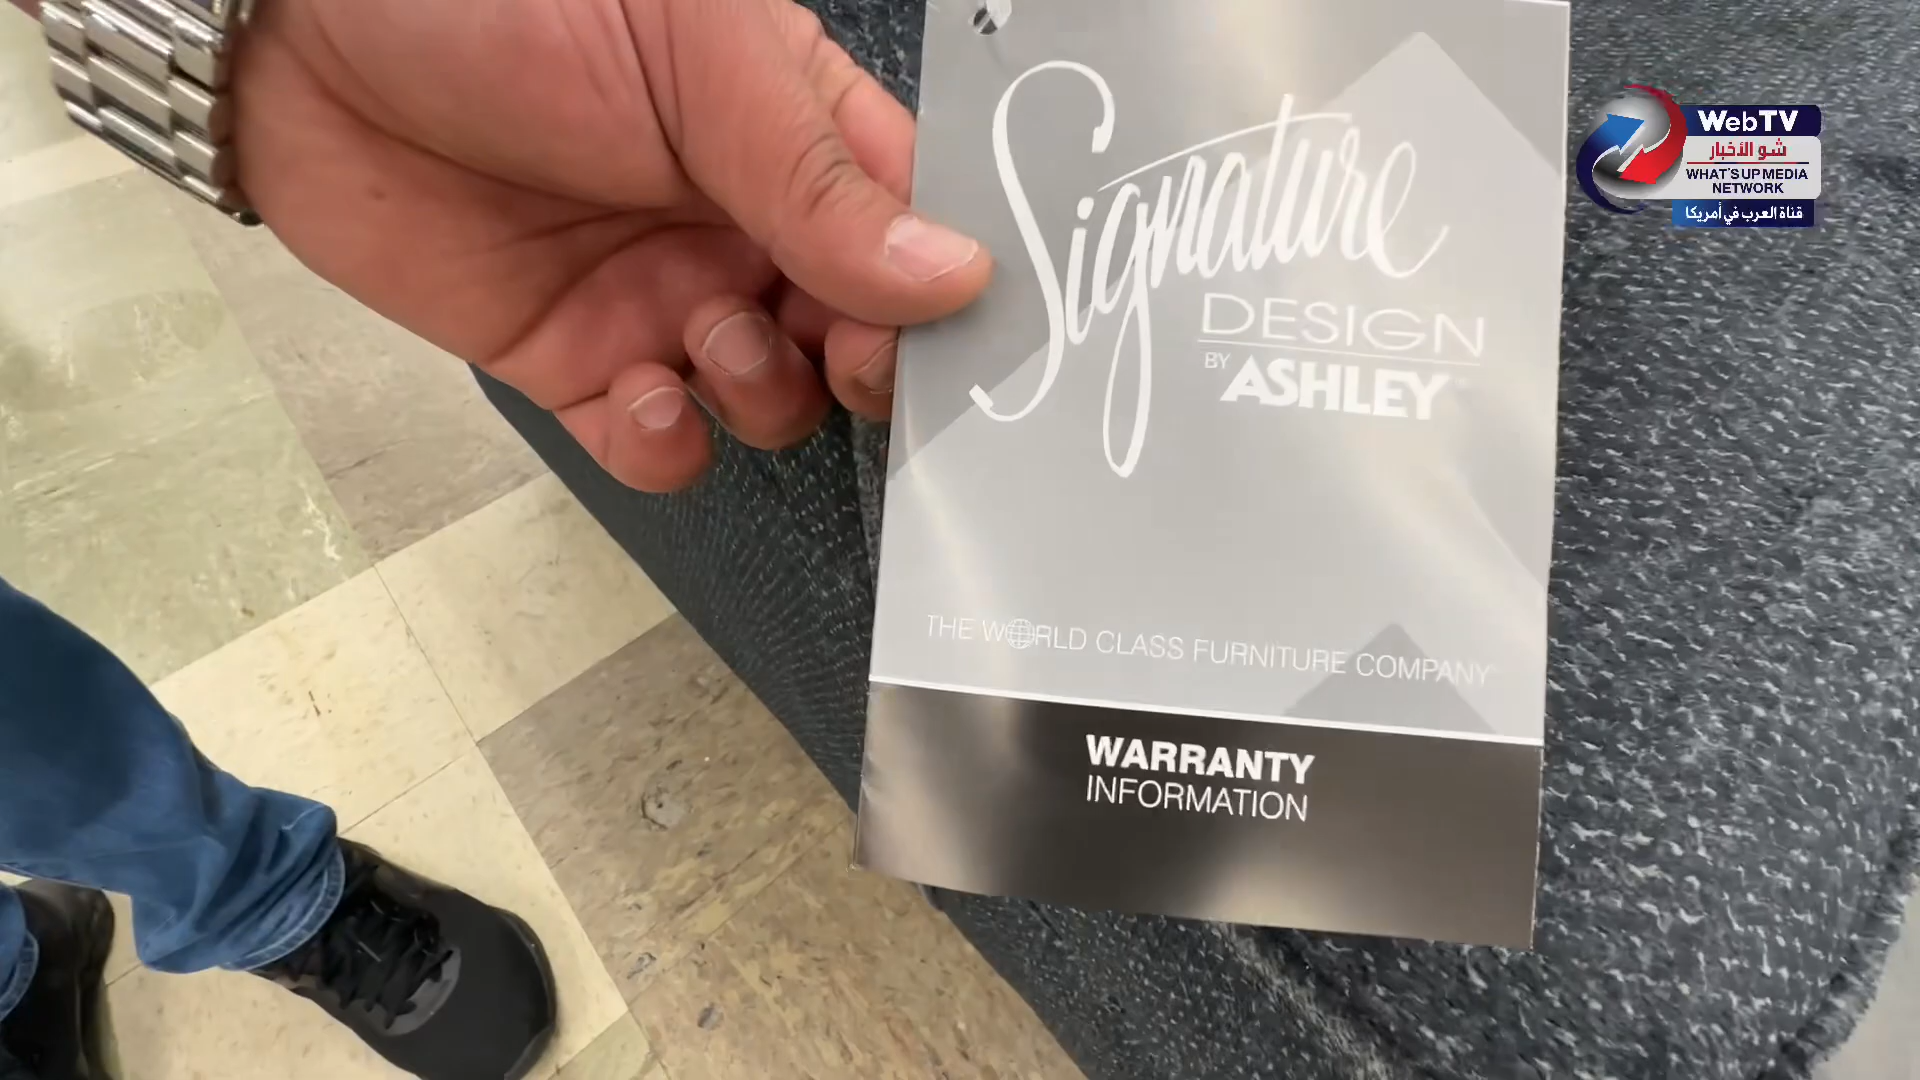 Signature
DESIGN
BY ASHLEY™
THE WORLD CLASS FURNITURE COMPANY
WARRANTY
INFORMATION
WebTV
شو الأخبار
WHAT'S UP MEDIA
NETWORK
قناة العرب في أمريكا